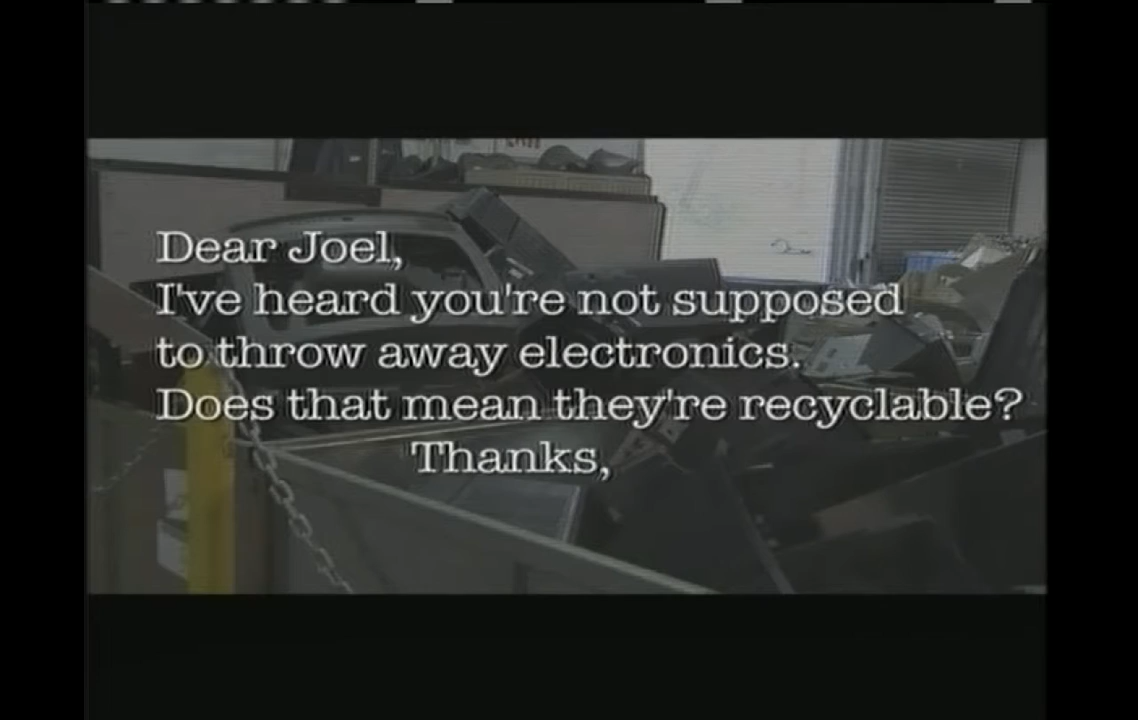 Dear Joel,
I've heard you're not supposed
to throw away electronics.
Does that mean they're recyclable?
Thanks,